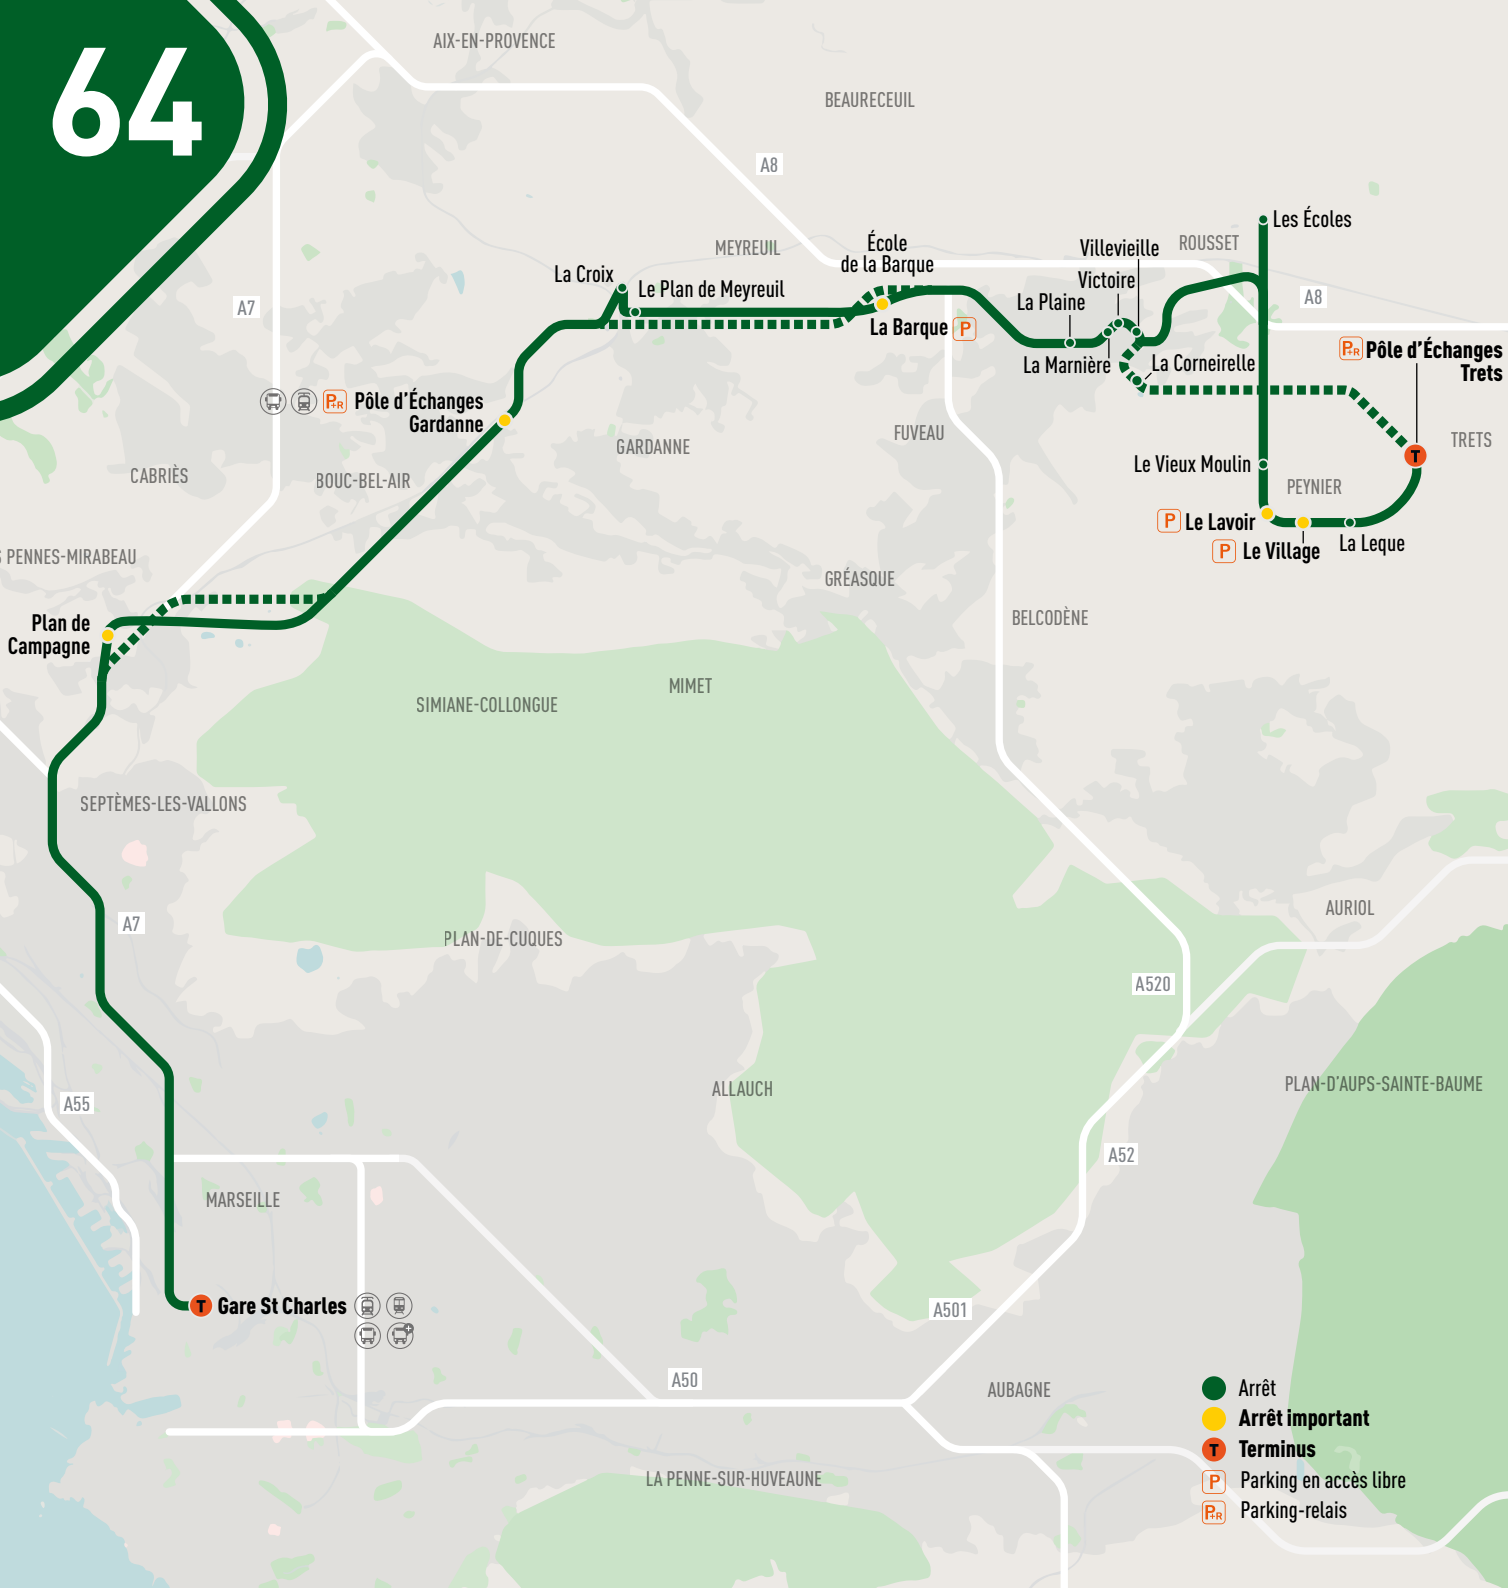 64
AIX-EN-PROVENCE
BEAURECEUIL
A8
Les Écoles
ROUSSET
École
de la Barque
MEYREUIL
Villevieille
La Croix
Victoire
Le Plan de Meyreuil
La Plaine
A8
A7
La Barque P
La Marnière
La Corneirelle
P+R Pôle d'Échanges
Trets
P+R Pôle d'Échanges
Gardanne
FUVEAU
TRETS
GARDANNE
CABRIÈS
BOUC-BEL-AIR
Le Vieux Moulin
T
PEYNIER
P Le Lavoir
P Le Village
La Leque
S PENNES-MIRABEAU
GRÉASQUE
BELCODÈNE
Plan de
Campagne
MIMET
SIMIANE-COLLONGUE
SEPTÈMES-LES-VALLONS
A7
AURIOL
PLAN-DE-CUQUES
A520
PLAN-D'AUPS-SAINTE-BAUME
ALLAUCH
A55
A52
MARSEILLE
T Gare St Charles
A501
A50
AUBAGNE
LA PENNE-SUR-HUVEAUNE
Arrêt
Arrêt important
T Terminus
P Parking en accès libre
P+R Parking-relais